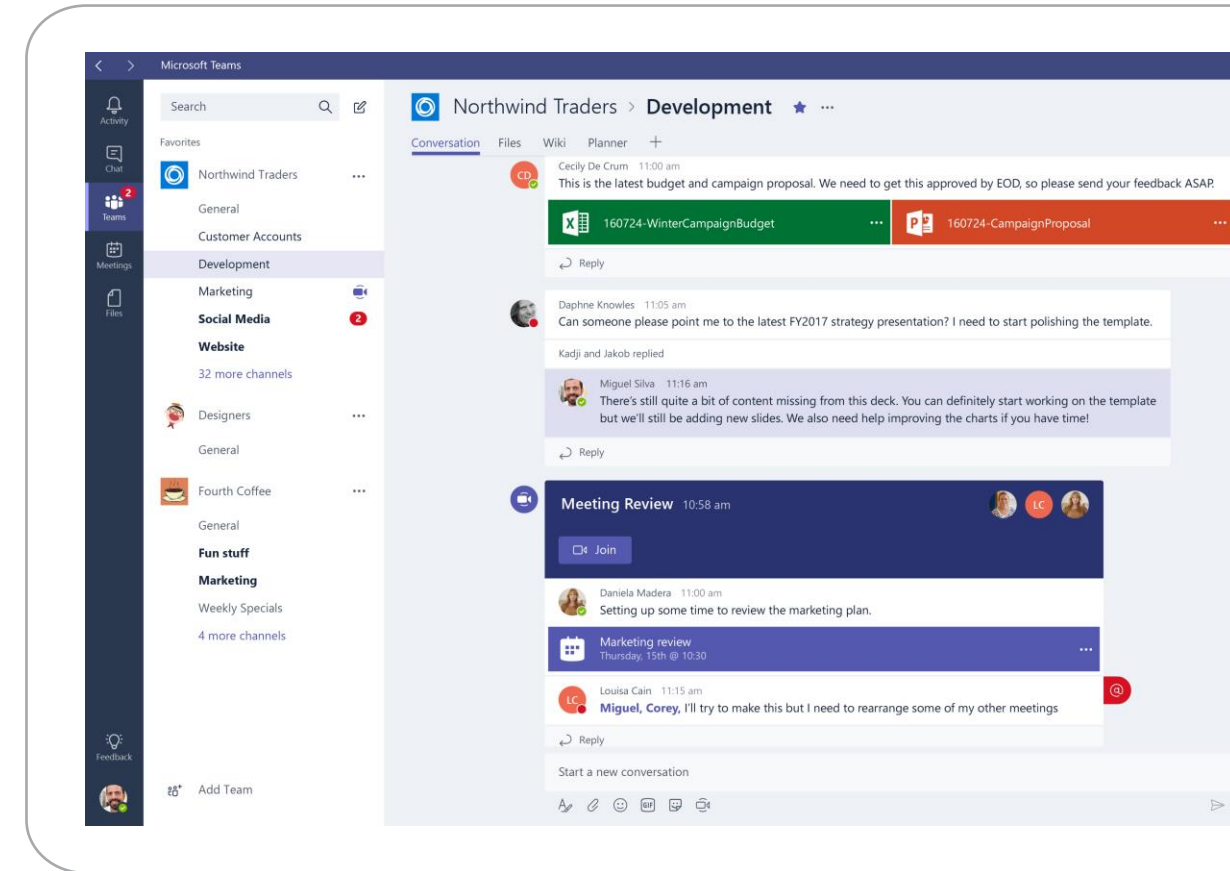 Microsoft Teams
Activity
Chat
2
Teams
Meetings
Files
Feedback
Search
Favorites
Northwind Traders
General
Customer Accounts
Development
Marketing
Social Media 2
Website
32 more channels
Designers
General
Fourth Coffee
General
Fun stuff
Marketing
Weekly Specials
4 more channels
Add Team
Northwind Traders > Development
Conversation Files Wiki Planner
CD
Cecily De Crum 11:00 am
This is the latest budget and campaign proposal. We need to get this approved by EOD, so please send your feedback ASAP.
160724-WinterCampaignBudget
160724-CampaignProposal
Reply
Daphne Knowles 11:05 am
Can someone please point me to the latest FY2017 strategy presentation? I need to start polishing the template.
Kadji and Jakob replied
Miguel Silva 11:16 am
There's still quite a bit of content missing from this deck. You can definitely start working on the template
but we'll still be adding new slides. We also need help improving the charts if you have time!
Reply
Meeting Review 10:58 am
LC
Join
Daniela Madera 11:00 am
Setting up some time to review the marketing plan.
Marketing review
Thursday, 15th @ 10:30
LC
Louisa Cain 11:15 am
@
Miguel, Corey, I'll try to make this but I need to rearrange some of my other meetings
Reply
Start a new conversation
GIF